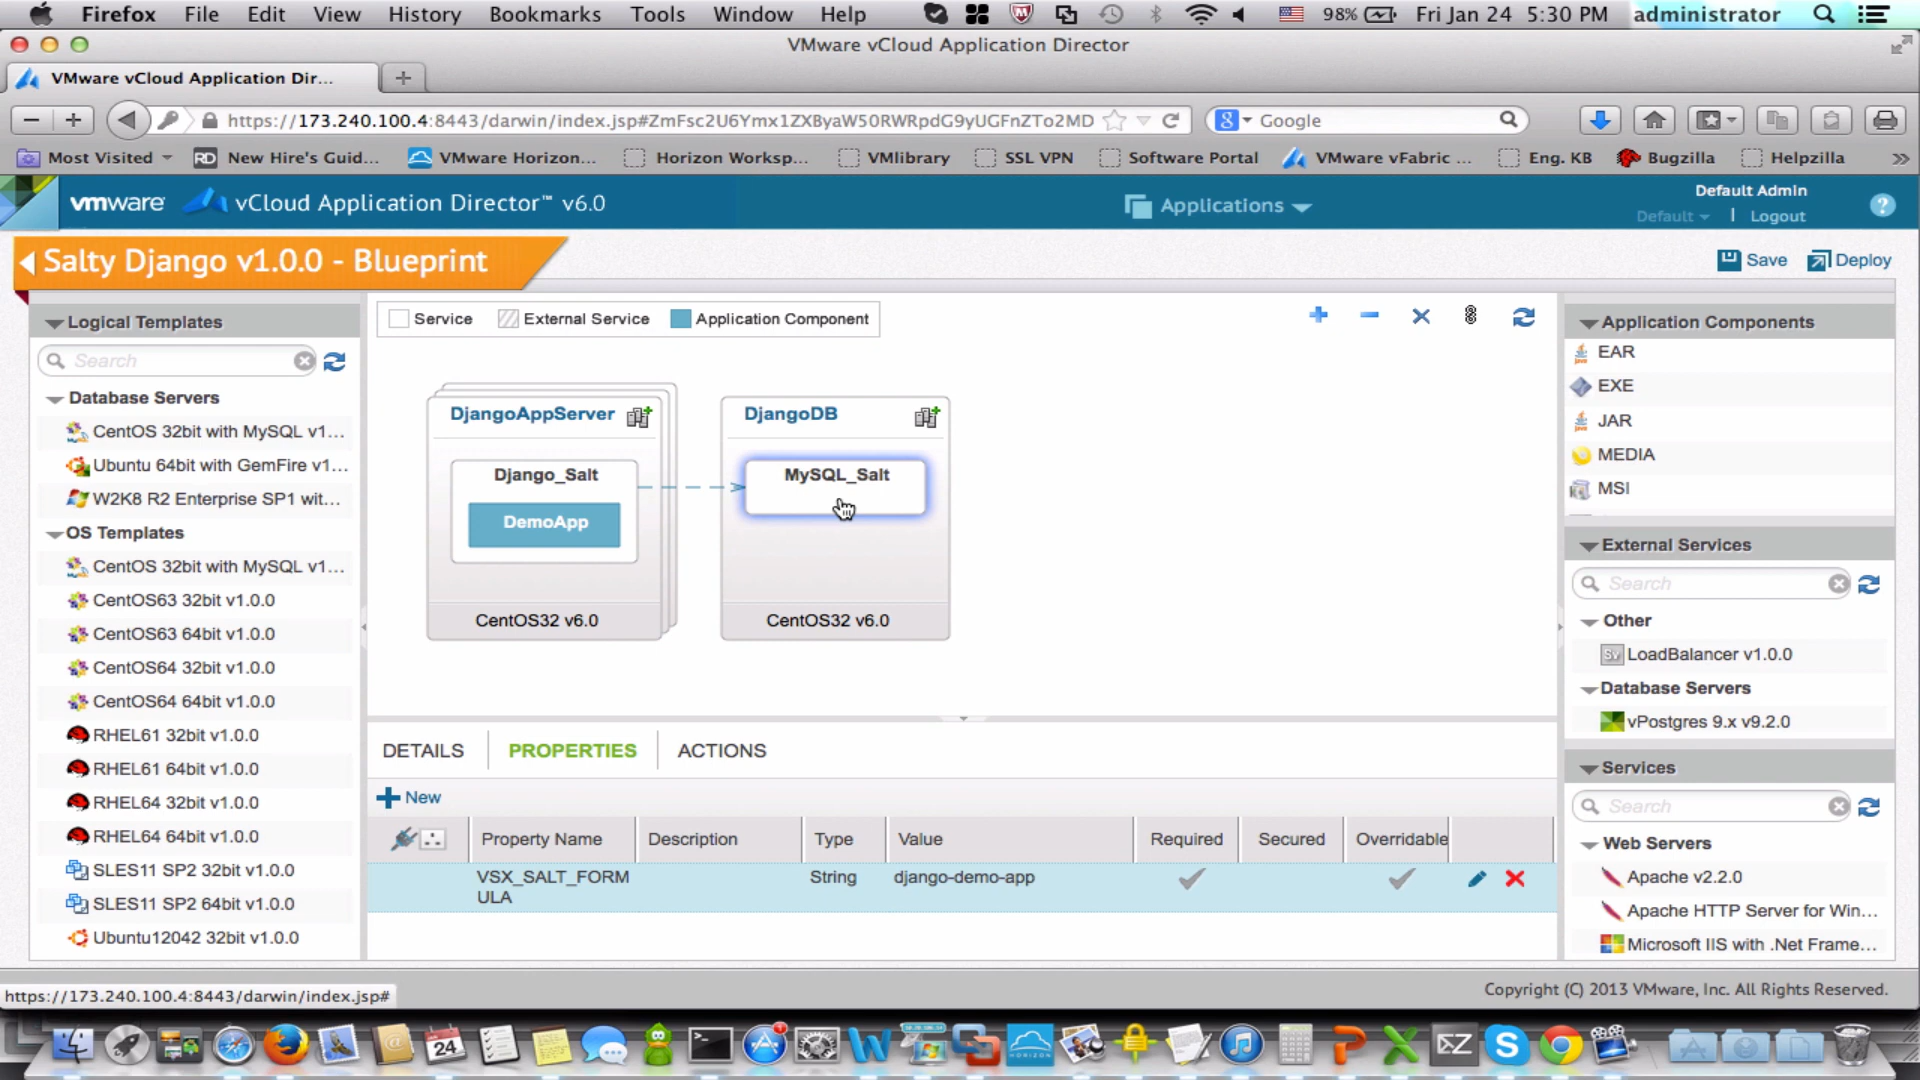 Firefox File Edit View History Bookmarks Tools Window Help 98% Fri Jan 24 5:30 PM administrator
VMware vCloud Application Director
VMware vCloud Application Dir...
https://173.240.100.4:8443/darwin/index.jsp#ZmFsc2U6Ymx1ZXByaW50RWRpdG9yUGFnZTo2MD Google
Most Visited New Hire's Guid... VMware Horizon... Horizon Worksp... VMlibrary SSL VPN Software Portal VMware vFabric ... Eng. KB Bugzilla Helpzilla
Default Admin
vmware vCloud Application Director™ v6.0 Applications
Default | Logout
Salty Django v1.0.0 - Blueprint
Save Deploy
Logical Templates
Search
Database Servers
CentOS 32bit with MySQL v1...
Ubuntu 64bit with GemFire v1...
W2K8 R2 Enterprise SP1 wit...
OS Templates
CentOS 32bit with MySQL v1...
CentOS63 32bit v1.0.0
CentOS63 64bit v1.0.0
CentOS64 32bit v1.0.0
CentOS64 64bit v1.0.0
RHEL61 32bit v1.0.0
RHEL61 64bit v1.0.0
RHEL64 32bit v1.0.0
RHEL64 64bit v1.0.0
SLES11 SP2 32bit v1.0.0
SLES11 SP2 64bit v1.0.0
Ubuntu12042 32bit v1.0.0
Service External Service Application Component
DjangoAppServer
Django_Salt
DemoApp
CentOS32 v6.0
DjangoDB
MySQL_Salt
CentOS32 v6.0
DETAILS PROPERTIES ACTIONS
New
Property Name Description Type Value Required Secured Overridable
VSX_SALT_FORM
ULA
String django-demo-app
Application Components
EAR
EXE
JAR
MEDIA
MSI
External Services
Search
Other
LoadBalancer v1.0.0
Database Servers
vPostgres 9.x v9.2.0
Services
Search
Web Servers
Apache v2.2.0
Apache HTTP Server for Win...
Microsoft IIS with .Net Frame...
https://173.240.100.4:8443/darwin/index.jsp#
Copyright (C) 2013 VMware, Inc. All Rights Reserved.
24